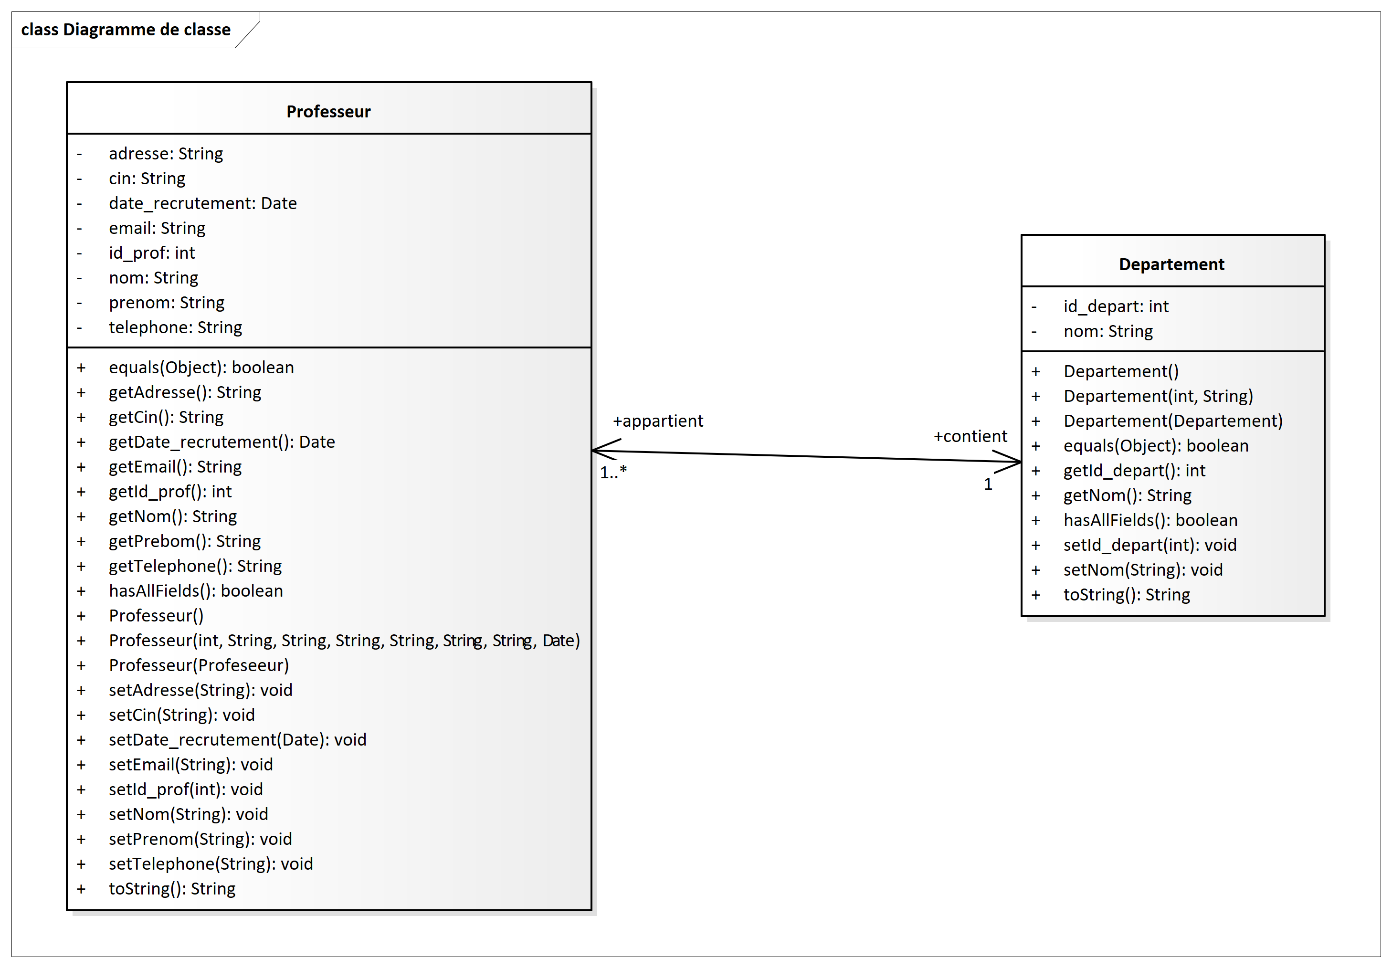 class Diagramme de classe
Professeur
- adresse: String
- cin: String
- date_recrutement: Date
- email: String
- id_prof: int
- nom: String
- prenom: String
- telephone: String
+ equals(Object): boolean
+ getAdresse(): String
+ getCin(): String
+ getDate_recrutement(): Date
+ getEmail(): String
+ getId_prof(): int
+ getNom(): String
+ getPrebom(): String
+ getTelephone(): String
+ hasAllFields(): boolean
+ Professeur()
+ Professeur(int, String, String, String, String, String, String, Date)
+ Professeur(Profeseeur)
+ setAdresse(String): void
+ setCin(String): void
+ setDate_recrutement(Date): void
+ setEmail(String): void
+ setId_prof(int): void
+ setNom(String): void
+ setPrenom(String): void
+ setTelephone(String): void
+ toString(): String
+appartient
1..*
+contient
1
Departement
- id_depart: int
- nom: String
+ Departement()
+ Departement(int, String)
+ Departement(Departement)
+ equals(Object): boolean
+ getId_depart(): int
+ getNom(): String
+ hasAllFields(): boolean
+ setId_depart(int): void
+ setNom(String): void
+ toString(): String